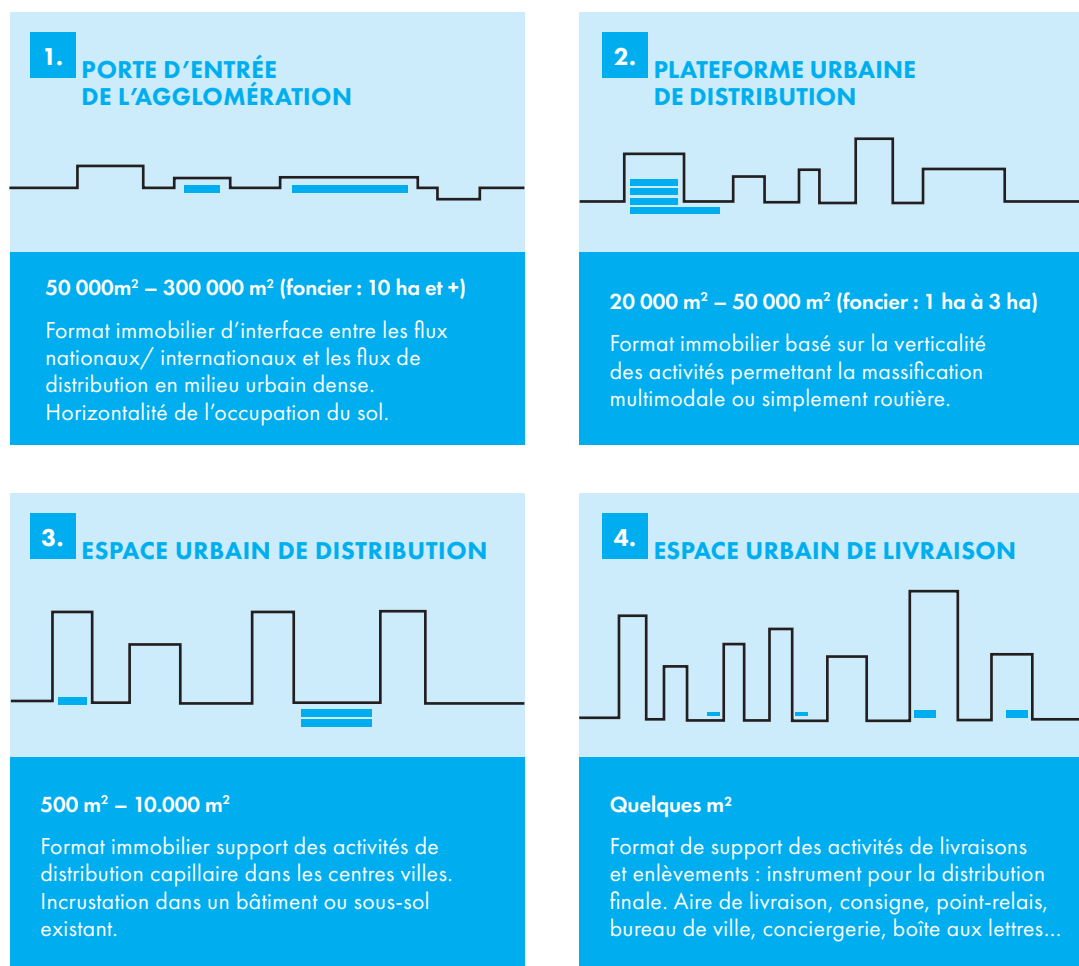 1.
PORTE D'ENTRÉE
DE L'AGGLOMÉRATION
50 000m² – 300 000 m² (foncier : 10 ha et +)
Format immobilier d'interface entre les flux
nationaux/ internationaux et les flux de
distribution en milieu urbain dense.
Horizontalité de l'occupation du sol.
2.
PLATEFORME URBAINE
DE DISTRIBUTION
20 000 m² – 50 000 m² (foncier : 1 ha à 3 ha)
Format immobilier basé sur la verticalité
des activités permettant la massification
multimodale ou simplement routière.
3.
ESPACE URBAIN DE DISTRIBUTION
500 m² – 10.000 m²
Format immobilier support des activités de
distribution capillaire dans les centres villes.
Incrustation dans un bâtiment ou sous-sol
existant.
4.
ESPACE URBAIN DE LIVRAISON
Quelques m²
Format de support des activités de livraisons
et enlèvements : instrument pour la distribution
finale. Aire de livraison, consigne, point-relais,
bureau de ville, conciergerie, boîte aux lettres...